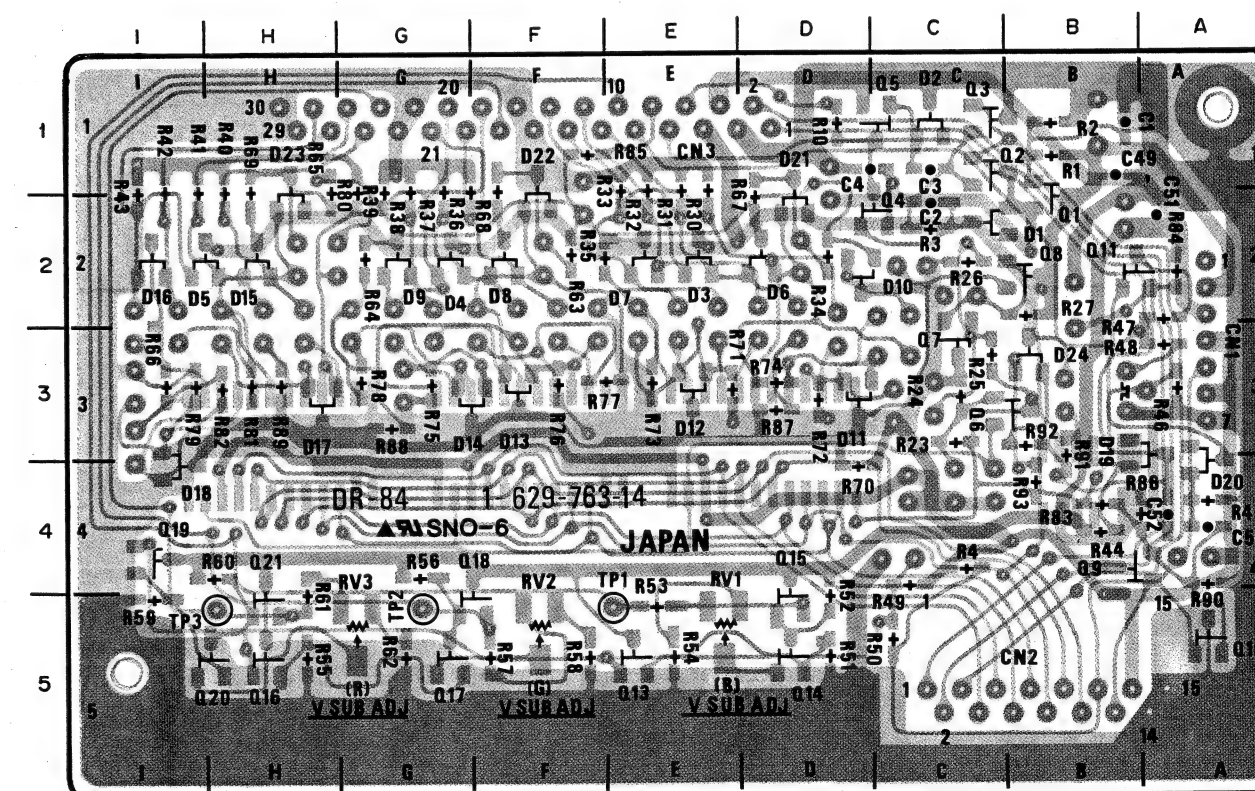 I H G F E D C B A
I H G F E D C B A
1 1
30 20 10 2 Q5 D2 Q3
29 1 R10 R2 C1
R42 R41 R40 R69 D23 R65 21 D22 R85 CN3 D21 Q2 R1 C49
R43 R80 R39 R38 R37 R36 R68 R33 R32 R31 R30 R67 C4 Q4 C3 C2 R3 D1 Q1 C51 R84
2 2
R35 Q8 Q11 1
D16 D5 D15 R64 D9 D4 D8 R63 D7 D3 D6 R34 D10 R26 R27 R47
R66 R71 R74 Q7 D24 R48 CN1
3 3
R78 R77 R24 R25 Q6 R46
R79 R82 R81 R89 D17 R88 R75 D14 D13 R76 R73 D12 R87 R72 D11 R23 R92 R91 D19 7
D18 R70 R93 R86 D20
4 4
DR-84 1-629-763-14
SNO-6 JAPAN
Q19 R83 C52 R4 C5
R60 Q21 R56 Q18 Q15 R4 R44 Q9
RV3 RV2 TP1 R53 RV1
R59 TP3 R61 TP2 R52 R49 1 15 R90
R55 R62 R57 R58 R54 R51 R50 CN2 Q1
5 5
Q20 Q16 (R) Q17 (G) Q13 (B) Q14 1 15
V SUB ADJ V SUB ADJ V SUB ADJ
2 14
I H G F E D C B A